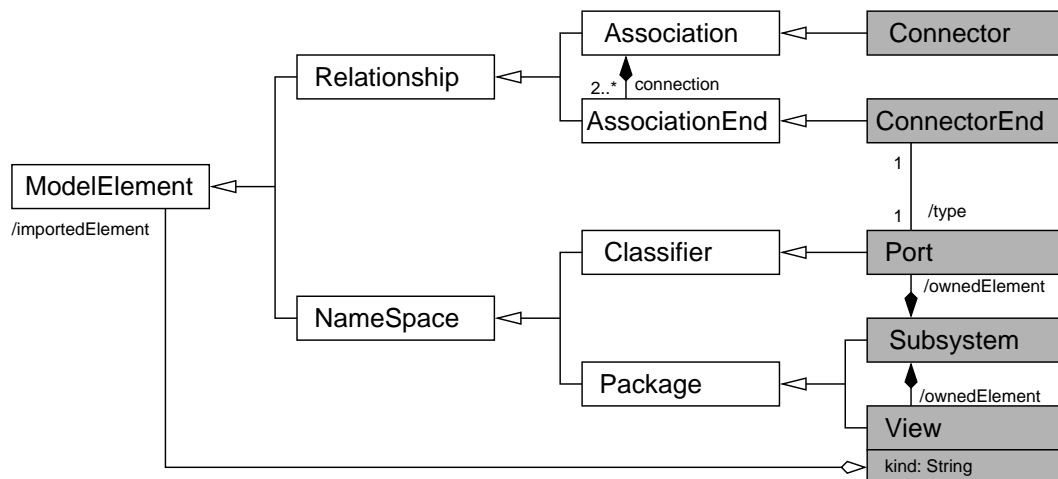 Association
Connector
Relationship
2..* connection
AssociationEnd
ConnectorEnd
1
ModelElement
/importedElement
1 /type
Classifier
Port
/ownedElement
NameSpace
Subsystem
Package
/ownedElement
View
kind: String